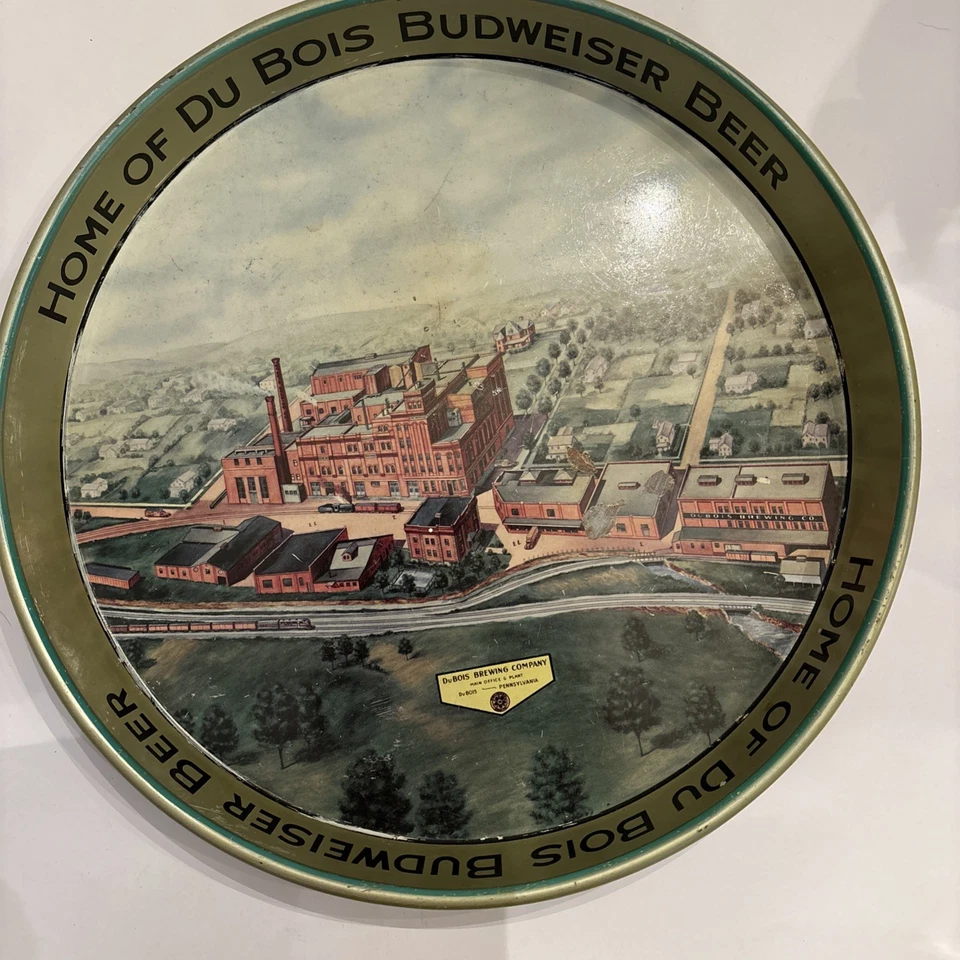 HOME OF DU BOIS BUDWEISER BEER
DUBOIS BREWING CO.
DUBOIS BREWING COMPANY
MAIN OFFICE & PLANT
DUBOIS — PENNSYLVANIA
HOME OF DU BOIS BUDWEISER BEER